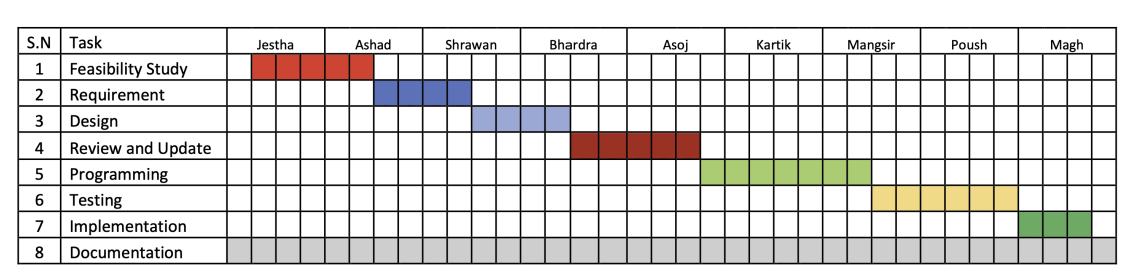 S.N Task Jestha Ashad Shrawan Bhardra Asoj Kartik Mangsir Poush Magh
1 Feasibility Study
2 Requirement
3 Design
4 Review and Update
5 Programming
6 Testing
7 Implementation
8 Documentation